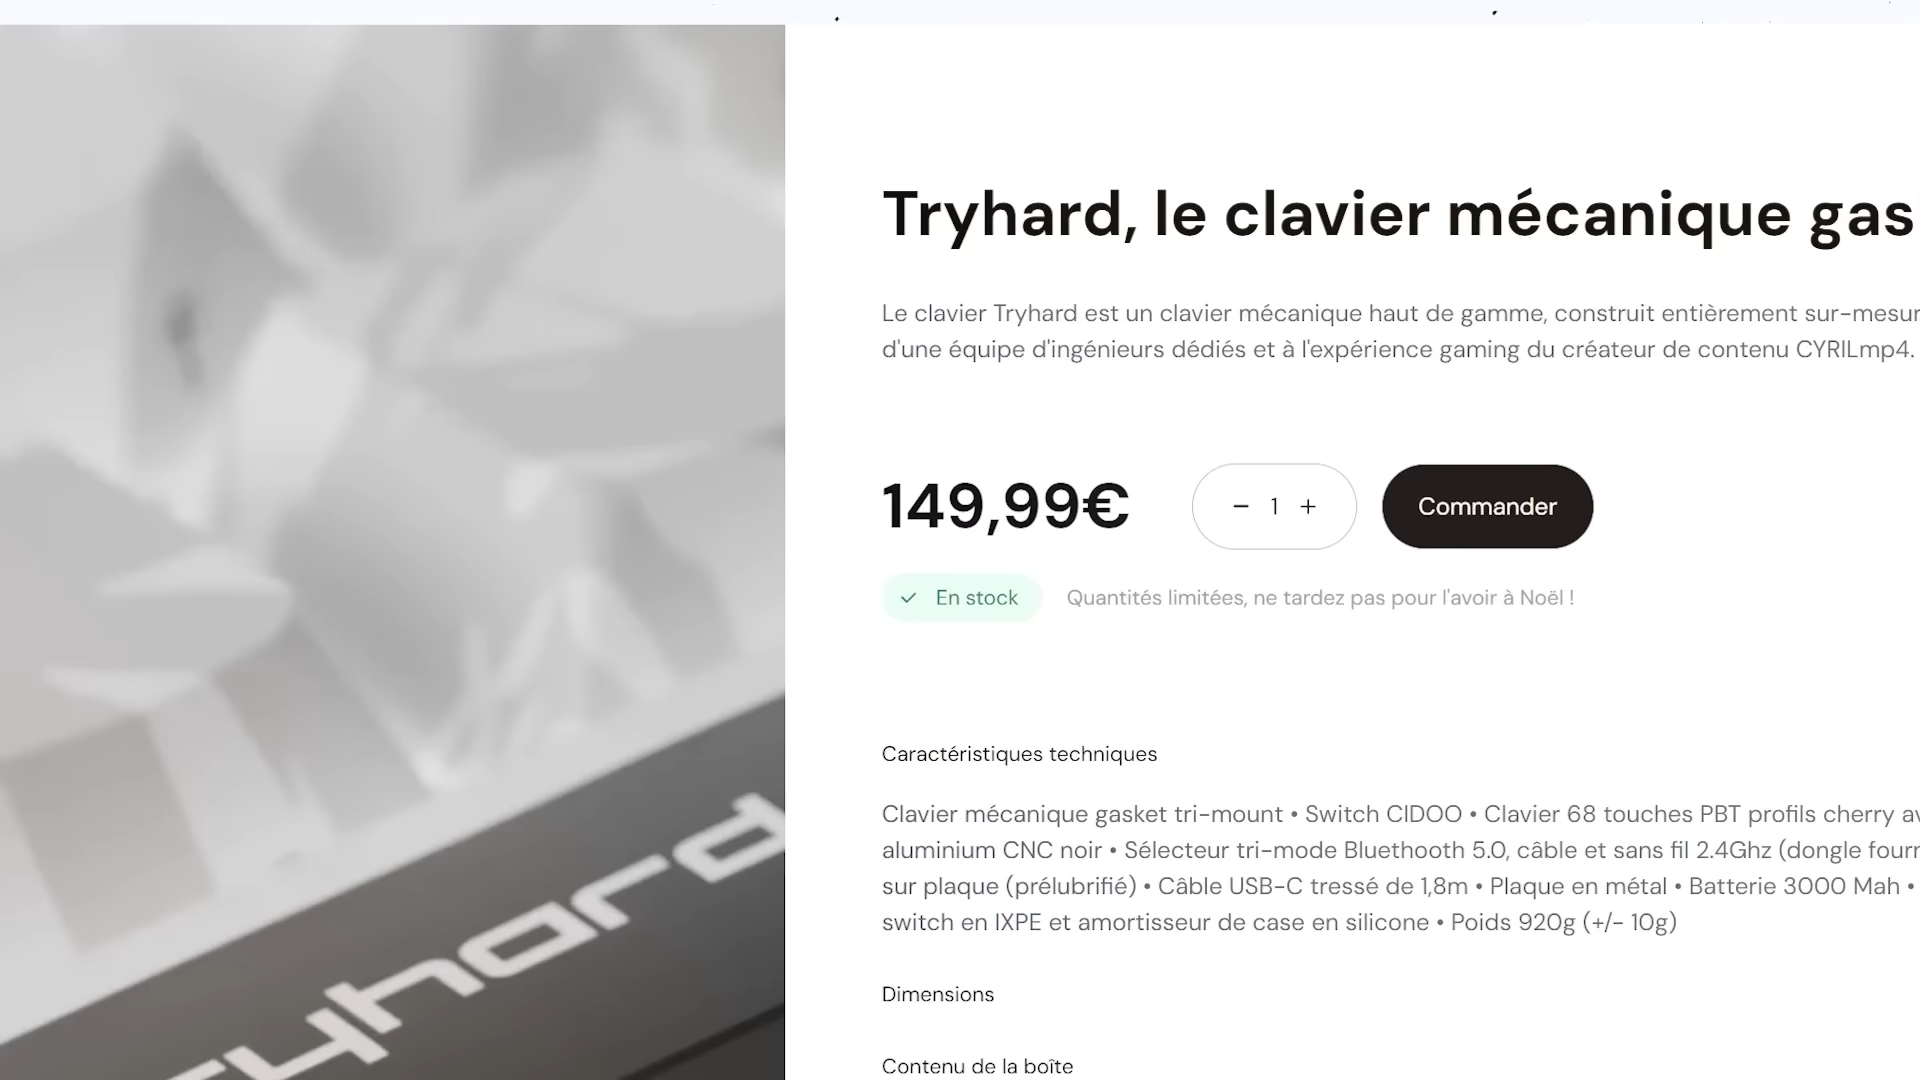 Tryhard, le clavier mécanique gas
Le clavier Tryhard est un clavier mécanique haut de gamme, construit entièrement sur-mesur
d'une équipe d'ingénieurs dédiés et à l'expérience gaming du créateur de contenu CYRILmp4.
149,99€ − 1 + Commander
En stock Quantités limitées, ne tardez pas pour l'avoir à Noël !
Caractéristiques techniques
Clavier mécanique gasket tri-mount • Switch CIDOO • Clavier 68 touches PBT profils cherry av
aluminium CNC noir • Sélecteur tri-mode Bluethooth 5.0, câble et sans fil 2.4Ghz (dongle fourn
sur plaque (prélubrifié) • Câble USB-C tressé de 1,8m • Plaque en métal • Batterie 3000 Mah •
switch en IXPE et amortisseur de case en silicone • Poids 920g (+/- 10g)
Dimensions
Contenu de la boîte
ryhard